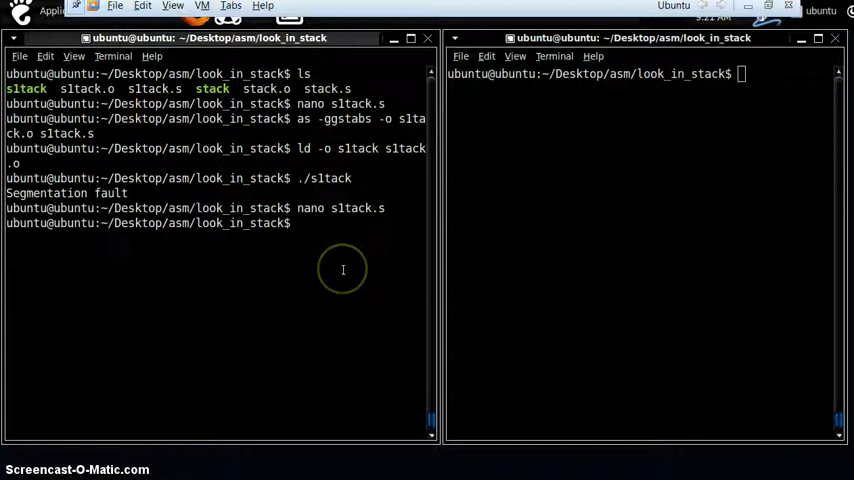 File Edit View VM Tabs Help
Ubuntu
ubuntu
ubuntu@ubuntu: ~/Desktop/asm/look_in_stack
File Edit View Terminal Help
ubuntu@ubuntu:~/Desktop/asm/look_in_stack$ ls
s1tack s1tack.o s1tack.s stack stack.o stack.s
ubuntu@ubuntu:~/Desktop/asm/look_in_stack$ nano s1tack.s
ubuntu@ubuntu:~/Desktop/asm/look_in_stack$ as -ggstabs -o s1ta
ck.o s1tack.s
ubuntu@ubuntu:~/Desktop/asm/look_in_stack$ ld -o s1tack s1tack
.o
ubuntu@ubuntu:~/Desktop/asm/look_in_stack$ ./s1tack
Segmentation fault
ubuntu@ubuntu:~/Desktop/asm/look_in_stack$ nano s1tack.s
ubuntu@ubuntu:~/Desktop/asm/look_in_stack$
ubuntu@ubuntu: ~/Desktop/asm/look_in_stack
File Edit View Terminal Help
ubuntu@ubuntu:~/Desktop/asm/look_in_stack$
Screencast-O-Matic.com